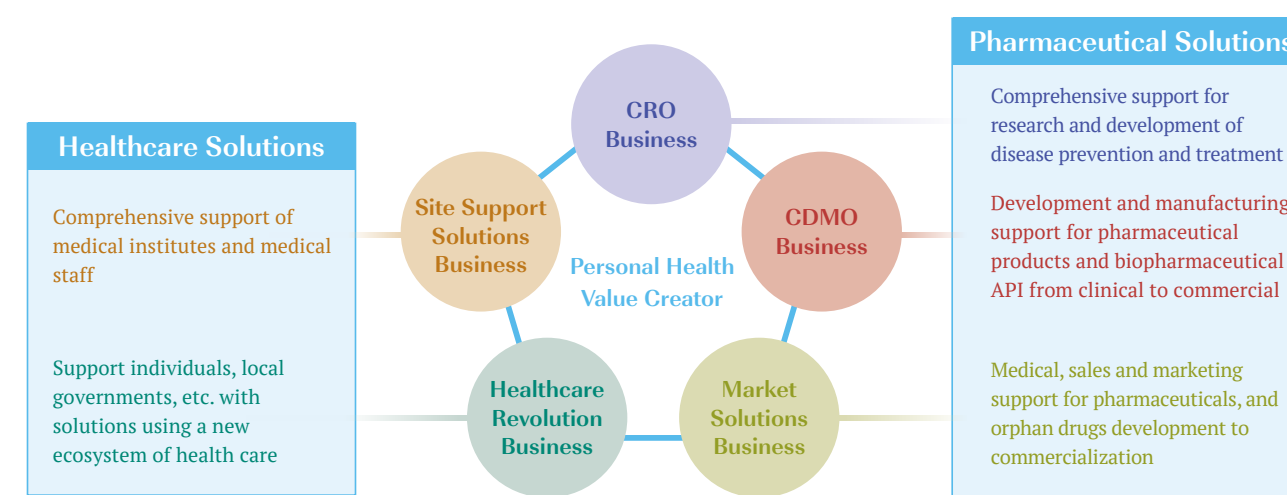 Healthcare Solutions
Comprehensive support of
medical institutes and medical
staff
Support individuals, local
governments, etc. with
solutions using a new
ecosystem of health care
CRO
Business
Site Support
Solutions
Business
CDMO
Business
Personal Health
Value Creator
Healthcare
Revolution
Business
Market
Solutions
Business
Pharmaceutical Solutions
Comprehensive support for
research and development of
disease prevention and treatment
Development and manufacturing
support for pharmaceutical
products and biopharmaceutical
API from clinical to commercial
Medical, sales and marketing
support for pharmaceuticals, and
orphan drugs development to
commercialization